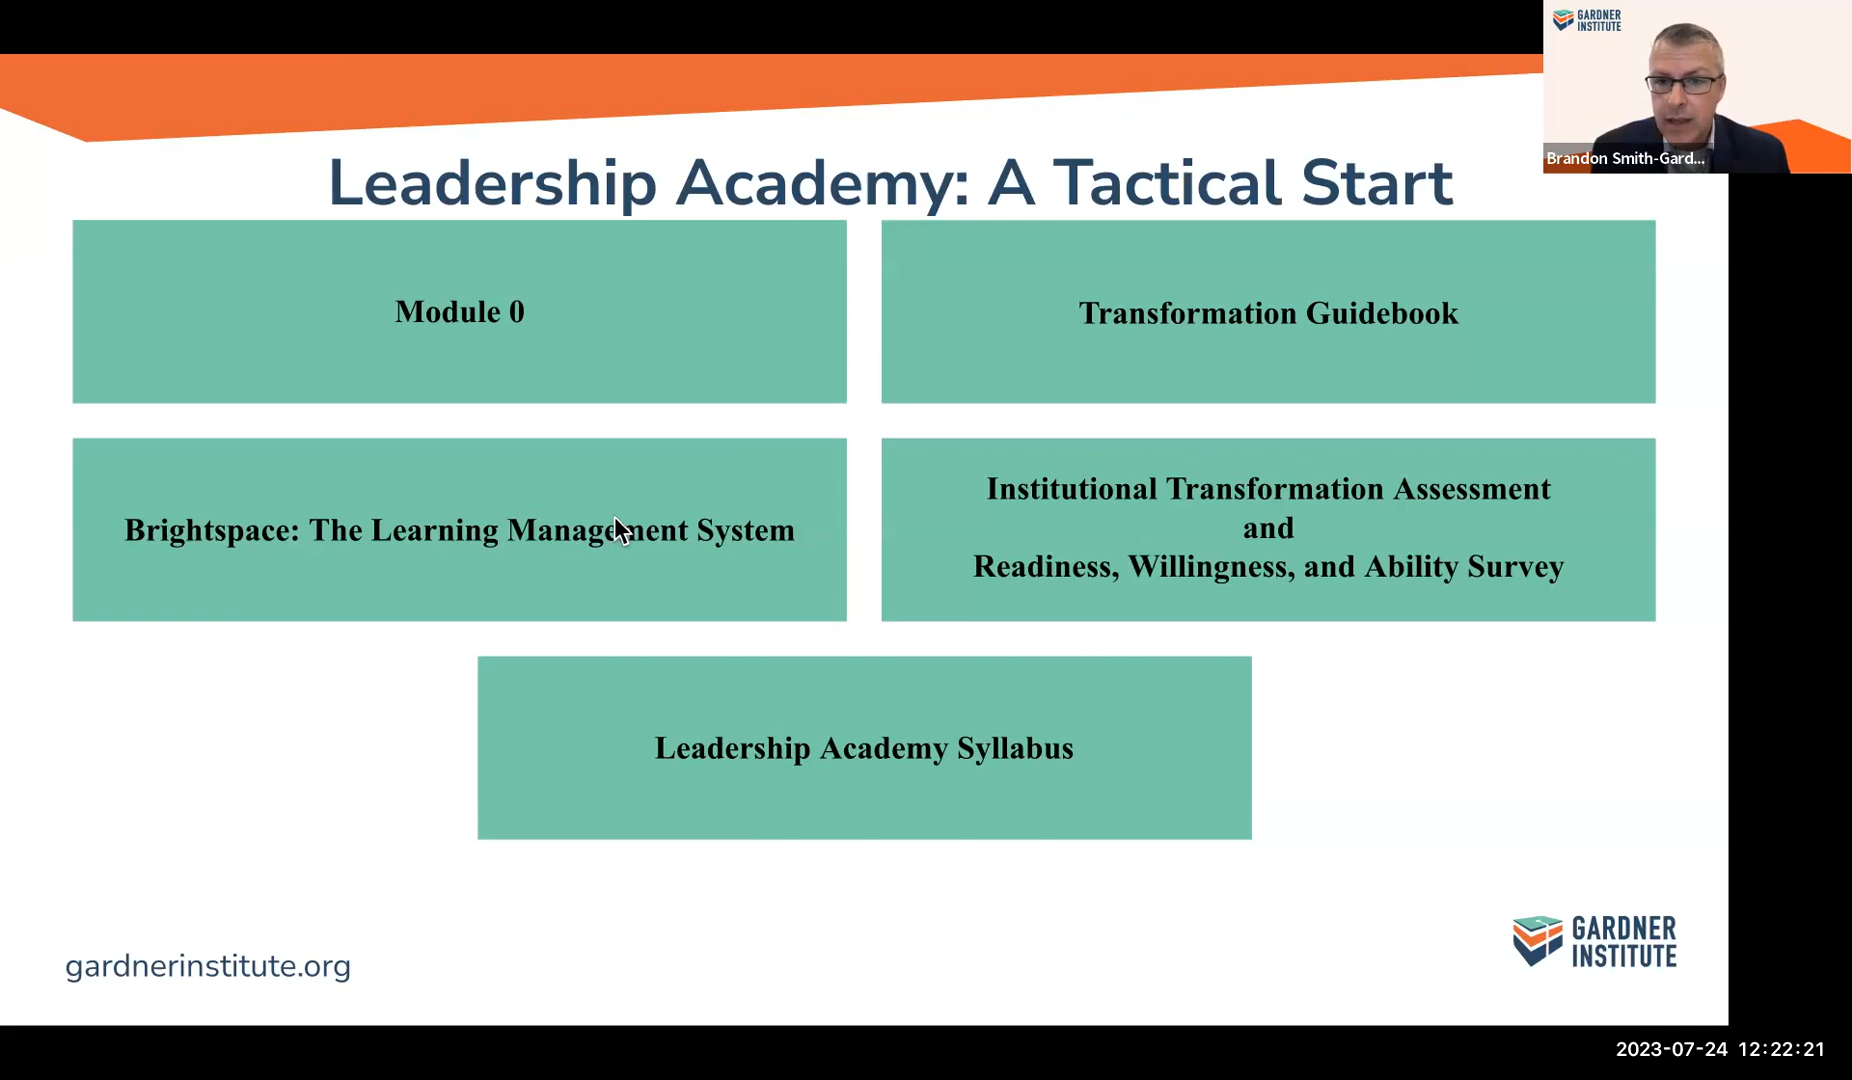 GARDNER
INSTITUTE
Brandon Smith-Gard...
Leadership Academy: A Tactical Start
Module 0
Transformation Guidebook
Brightspace: The Learning Management System
Institutional Transformation Assessment
and
Readiness, Willingness, and Ability Survey
Leadership Academy Syllabus
gardnerinstitute.org
GARDNER
INSTITUTE
2023-07-24 12:22:21